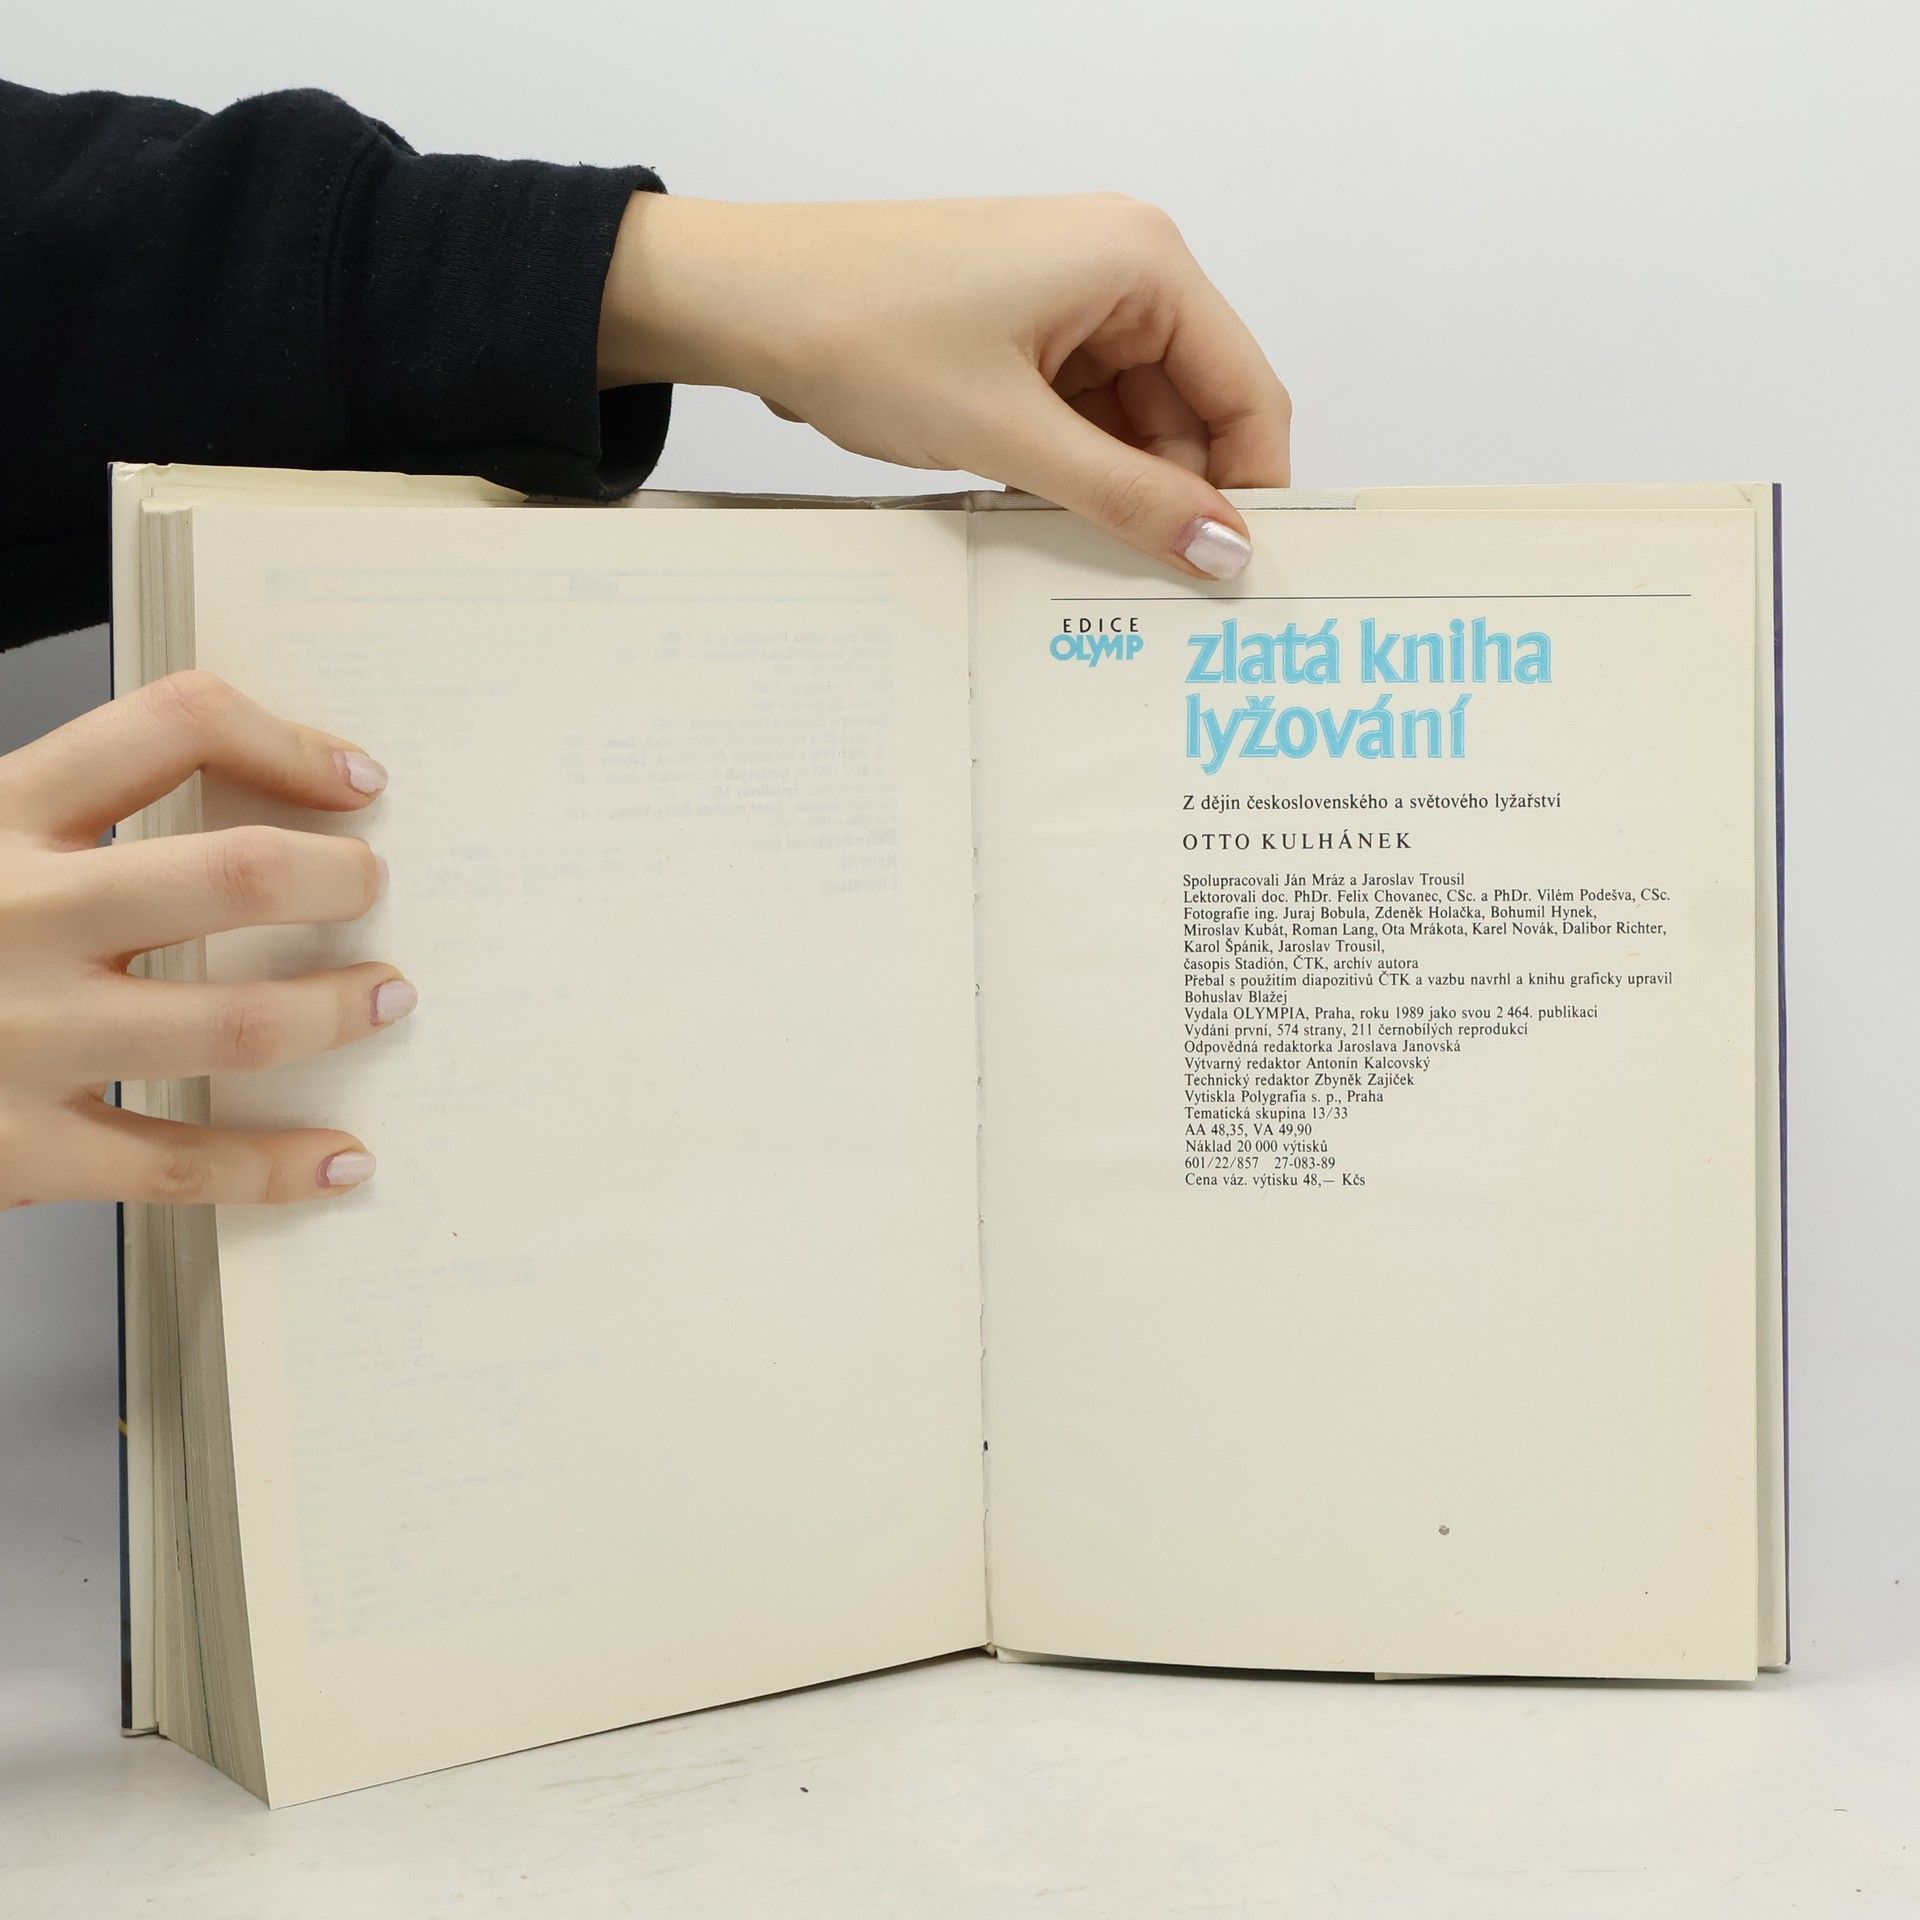 EDICE
OLYMP
zlatá kniha
lyžování
Z dějin československého a světového lyžařství
OTTO KULHÁNEK
Spolupracovali Ján Mráz a Jaroslav Trousil
Lektorovali doc. PhDr. Felix Chovanec, CSc. a PhDr. Vilém Podešva, CSc.
Fotografie ing. Juraj Bobula, Zdeněk Holačka, Bohumil Hynek,
Miroslav Kubát, Roman Lang, Ota Mrákota, Karel Novák, Dalibor Richter,
Karol Špánik, Jaroslav Trousil,
časopis Stadión, ČTK, archív autora
Přebal s použitím diapozitivů ČTK a vazbu navrhl a knihu graficky upravil
Bohuslav Blažej
Vydala OLYMPIA, Praha, roku 1989 jako svou 2 464. publikaci
Vydání první, 574 strany, 211 černobílých reprodukcí
Odpovědná redaktorka Jaroslava Janovská
Výtvarný redaktor Antonín Kalcovský
Technický redaktor Zbyněk Zajíček
Vytiskla Polygrafia s. p., Praha
Tematická skupina 13/33
AA 48,35, VA 49,90
Náklad 20 000 výtisků
601/22/857 27-083-89
Cena váz. výtisku 48,— Kčs